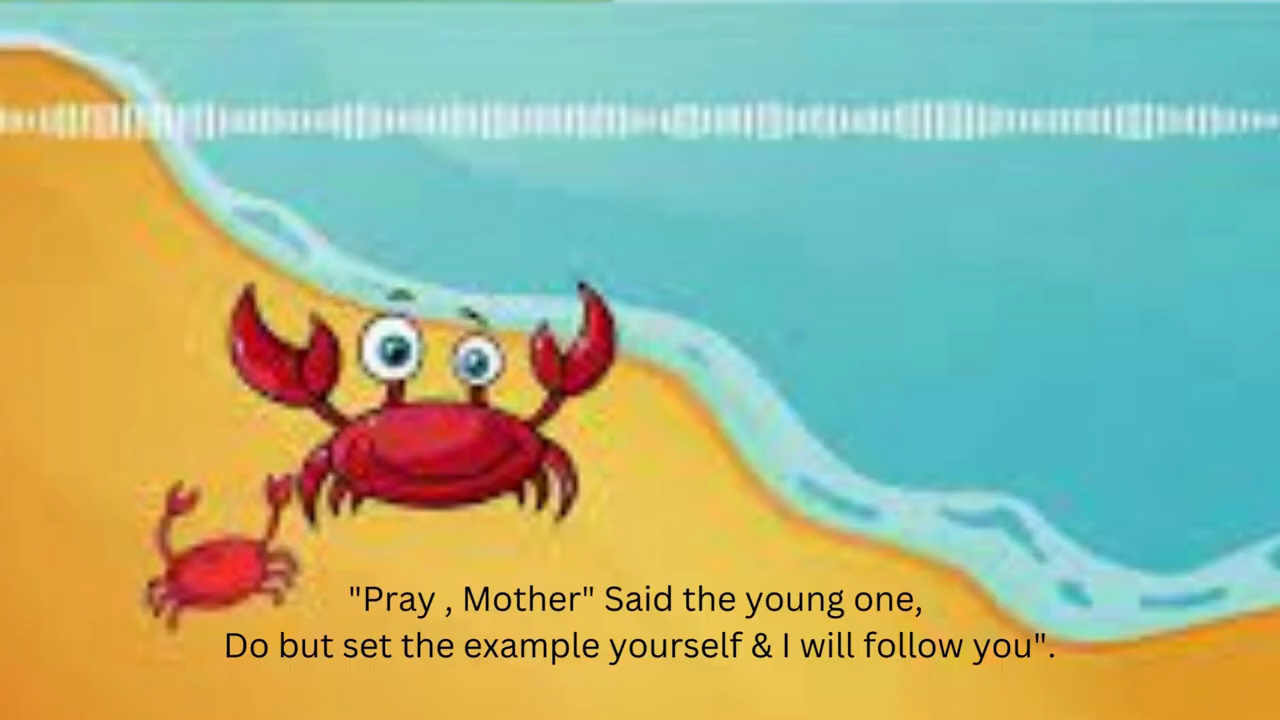 "Pray , Mother" Said the young one,
Do but set the example yourself & I will follow you".